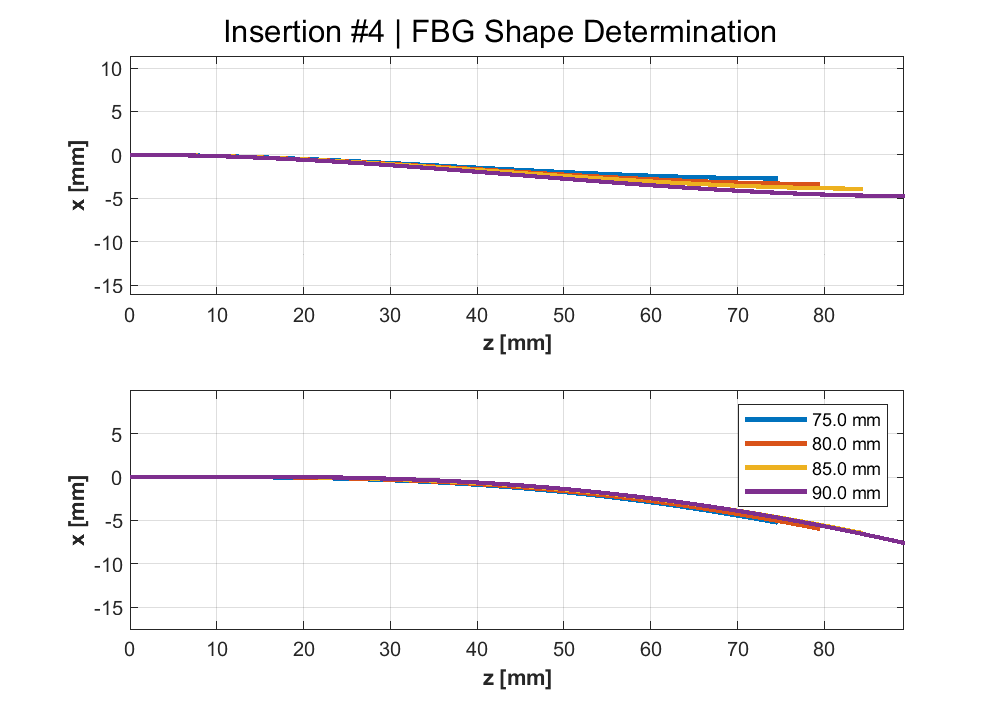 Insertion #4 | FBG Shape Determination
10
5
0
-5
-10
-15
x [mm]
0 10 20 30 40 50 60 70 80
z [mm]
5
0
-5
-10
-15
x [mm]
75.0 mm
80.0 mm
85.0 mm
90.0 mm
0 10 20 30 40 50 60 70 80
z [mm]